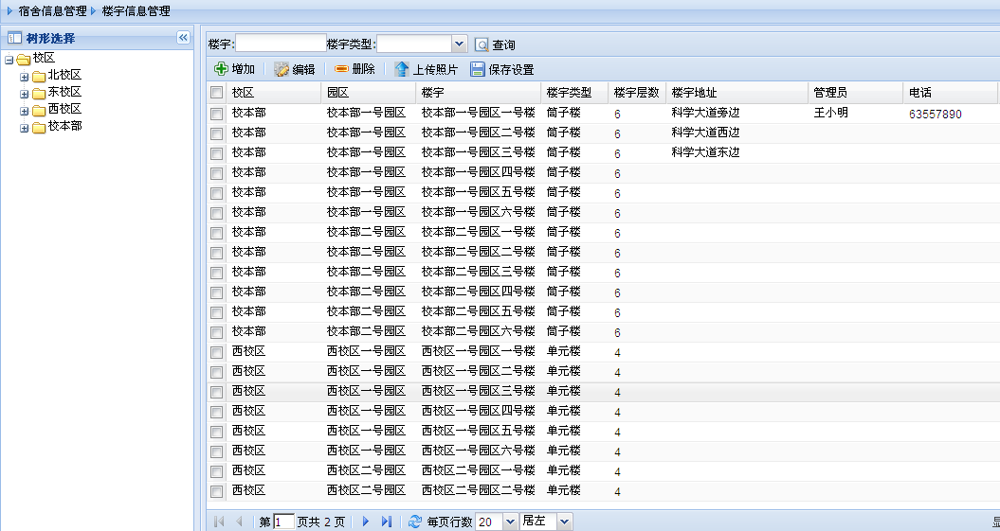 宿舍信息管理 楼宇信息管理
树形选择
校区
北校区
东校区
西校区
校本部
楼宇: 楼宇类型: 查询
增加 编辑 删除 上传照片 保存设置
校区 园区 楼宇 楼宇类型 楼宇层数 楼宇地址 管理员 电话
校本部 校本部一号园区 校本部一号园区一号楼 筒子楼 6 科学大道旁边 王小明 63557890
校本部 校本部一号园区 校本部一号园区二号楼 筒子楼 6 科学大道西边
校本部 校本部一号园区 校本部一号园区三号楼 筒子楼 6 科学大道东边
校本部 校本部一号园区 校本部一号园区四号楼 筒子楼 6
校本部 校本部一号园区 校本部一号园区五号楼 筒子楼 6
校本部 校本部一号园区 校本部一号园区六号楼 筒子楼 6
校本部 校本部二号园区 校本部二号园区一号楼 筒子楼 6
校本部 校本部二号园区 校本部二号园区二号楼 筒子楼 6
校本部 校本部二号园区 校本部二号园区三号楼 筒子楼 6
校本部 校本部二号园区 校本部二号园区四号楼 筒子楼 6
校本部 校本部二号园区 校本部二号园区五号楼 筒子楼 6
校本部 校本部二号园区 校本部二号园区六号楼 筒子楼 6
西校区 西校区一号园区 西校区一号园区一号楼 单元楼 4
西校区 西校区一号园区 西校区一号园区二号楼 单元楼 4
西校区 西校区一号园区 西校区一号园区三号楼 单元楼 4
西校区 西校区一号园区 西校区一号园区四号楼 单元楼 4
西校区 西校区一号园区 西校区一号园区五号楼 单元楼 4
西校区 西校区一号园区 西校区一号园区六号楼 单元楼 4
西校区 西校区二号园区 西校区二号园区一号楼 单元楼 4
西校区 西校区二号园区 西校区二号园区二号楼 单元楼 4
第 1 页共 2 页 每页行数 20 居左